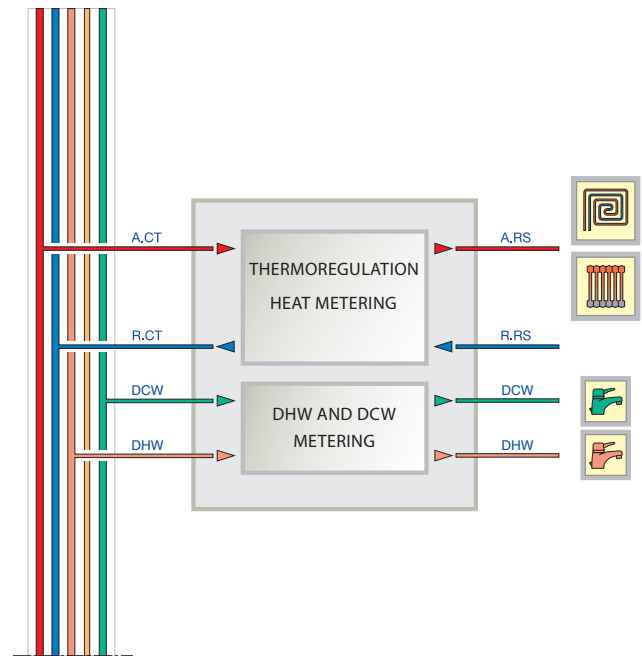 A.CT
A.RS
THERMOREGULATION
HEAT METERING
R.CT
R.RS
DCW
DCW
DHW AND DCW
METERING
DHW
DHW